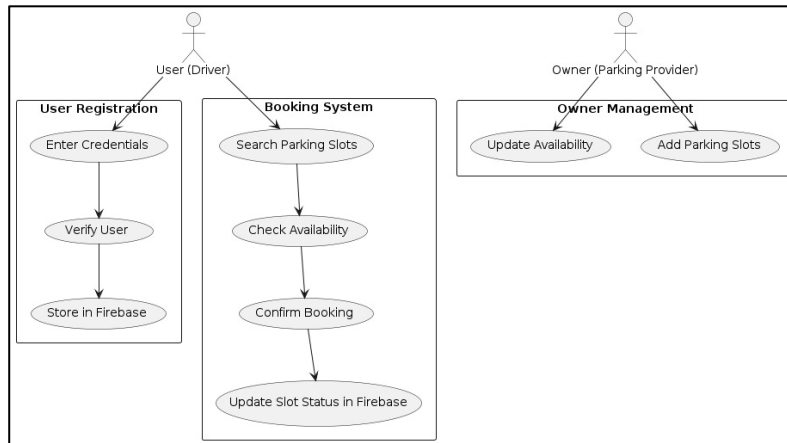 User (Driver)
Owner (Parking Provider)
User Registration
Enter Credentials
Verify User
Store in Firebase
Booking System
Search Parking Slots
Check Availability
Confirm Booking
Update Slot Status in Firebase
Owner Management
Update Availability
Add Parking Slots